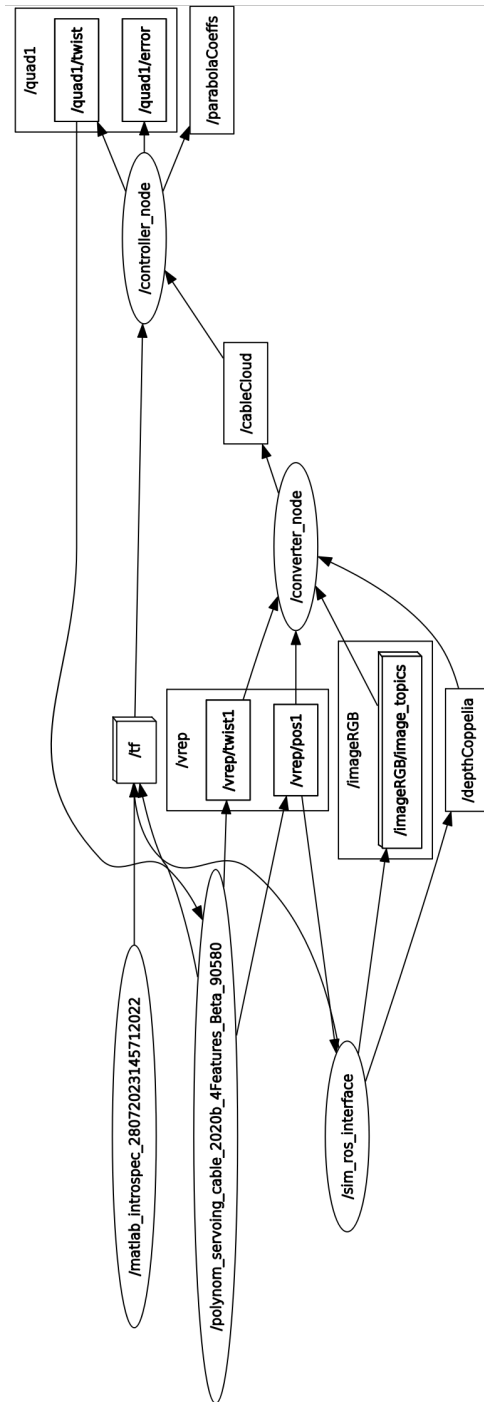 /matlab_introspec_28072023145712022
/polynom_servoing_cable_2020b_4Features_Beta_90580
/sim_ros_interface
/tf
/vrep
/vrep/twist1
/vrep/pos1
/imageRGB
/imageRGB/image_topics
/depthCoppelia
/converter_node
/cableCloud
/controller_node
/quad1
/quad1/twist
/quad1/error
/parabolaCoeffs